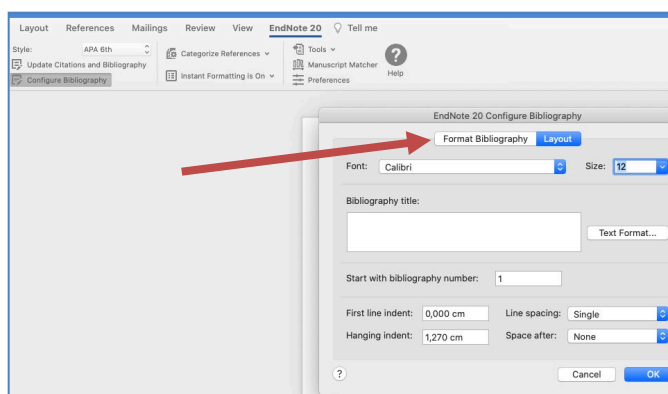 Layout References Mailings Review View EndNote 20 Tell me
Style: APA 6th
Update Citations and Bibliography
Configure Bibliography
Categorize References
Instant Formatting is On
Tools
Manuscript Matcher
Preferences
Help
EndNote 20 Configure Bibliography
Format Bibliography Layout
Font: Calibri Size: 12
Bibliography title:
Text Format...
Start with bibliography number: 1
First line indent: 0,000 cm Line spacing: Single
Hanging indent: 1,270 cm Space after: None
? Cancel OK